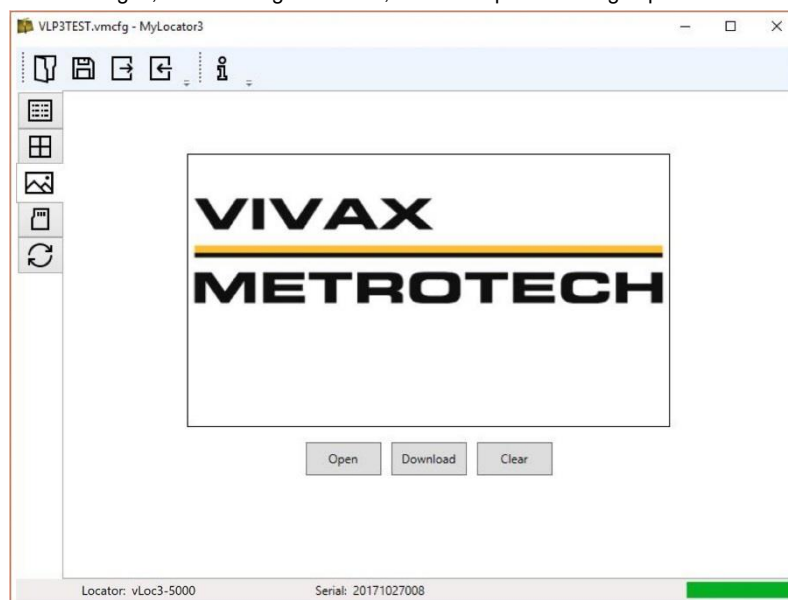 VLP3TEST.vmcfg - MyLocator3
VIVAX
METROTECH
Open Download Clear
Locator: vLoc3-5000 Serial: 20171027008